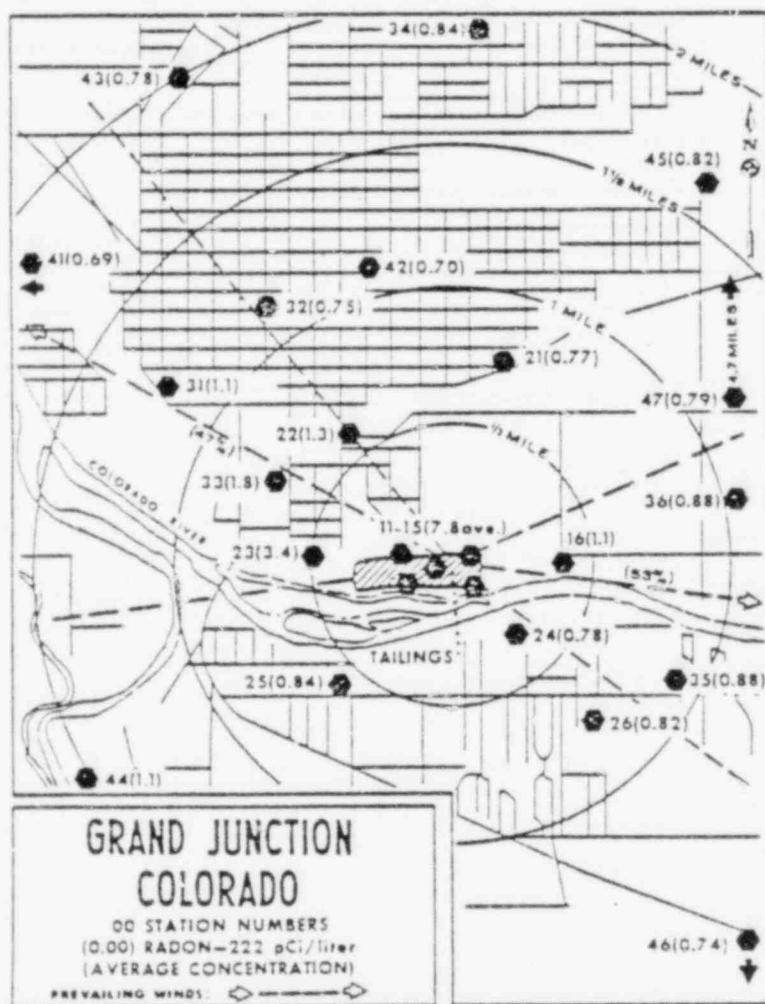 34(0.84)
43(0.78)
2 MILES
N
45(0.82)
1½ MILES
41(0.69)
42(0.70)
32(0.75)
1 MILE
4.7 MILES
21(0.77)
31(1.1)
47(0.79)
22(1.3)
(47%)
½ MILE
33(1.8)
COLORADO RIVER
36(0.88)
11-15(7.8ave.)
23(3.4)
16(1.1)
(53%)
24(0.78)
TAILINGS
25(0.84)
35(0.88)
26(0.82)
44(1.1)
GRAND JUNCTION
COLORADO
00 STATION NUMBERS
(0.00) RADON-222 pCi/liter
(AVERAGE CONCENTRATION)
PREVAILING WINDS:
46(0.74)